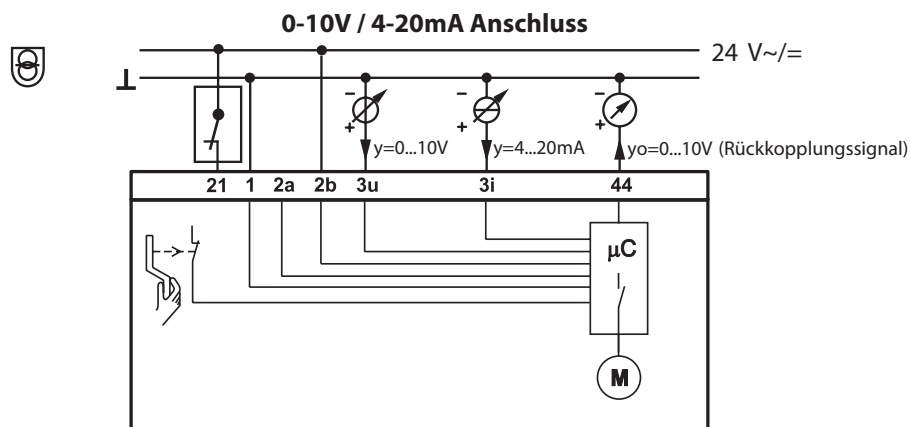 0-10V / 4-20mA Anschluss
24 V~/=
⊥
− − −
+ + +
y=0...10V y=4...20mA yo=0...10V (Rückkopplungssignal)
21 1 2a 2b 3u 3i 44
µC
M